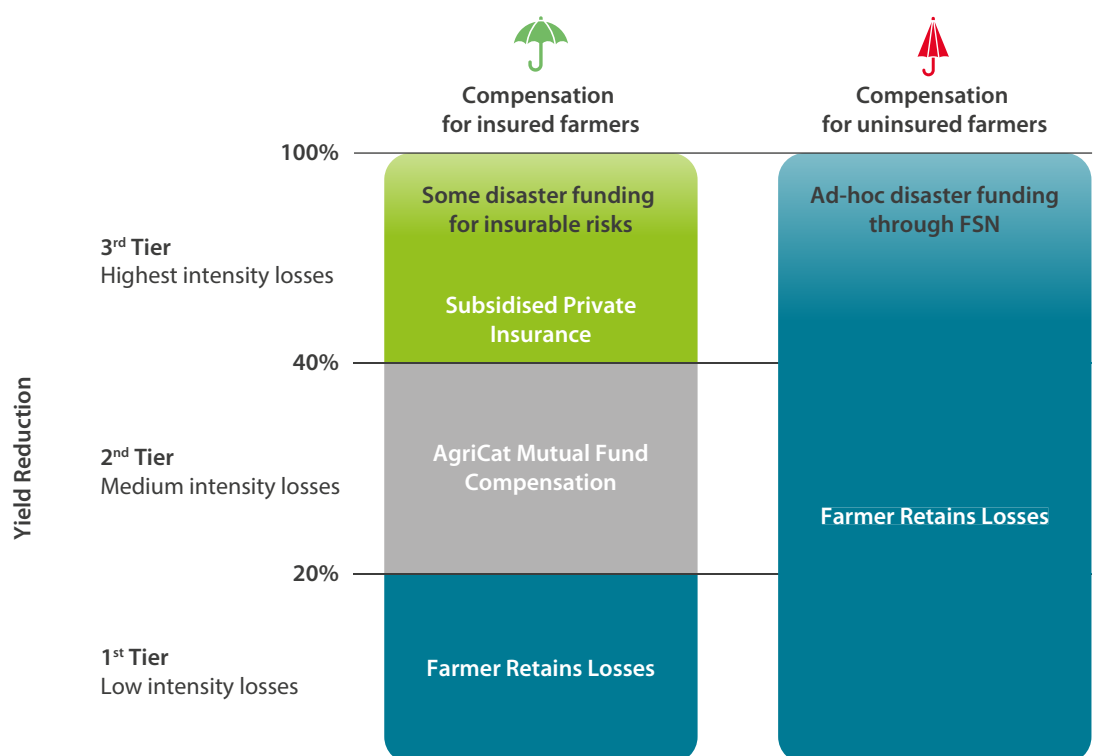 Compensation
for insured farmers
Compensation
for uninsured farmers
100%
Some disaster funding
for insurable risks
Ad-hoc disaster funding
through FSN
3rd Tier
Highest intensity losses
Subsidised Private
Insurance
40%
Yield Reduction
2nd Tier
Medium intensity losses
AgriCat Mutual Fund
Compensation
Farmer Retains Losses
20%
1st Tier
Low intensity losses
Farmer Retains Losses